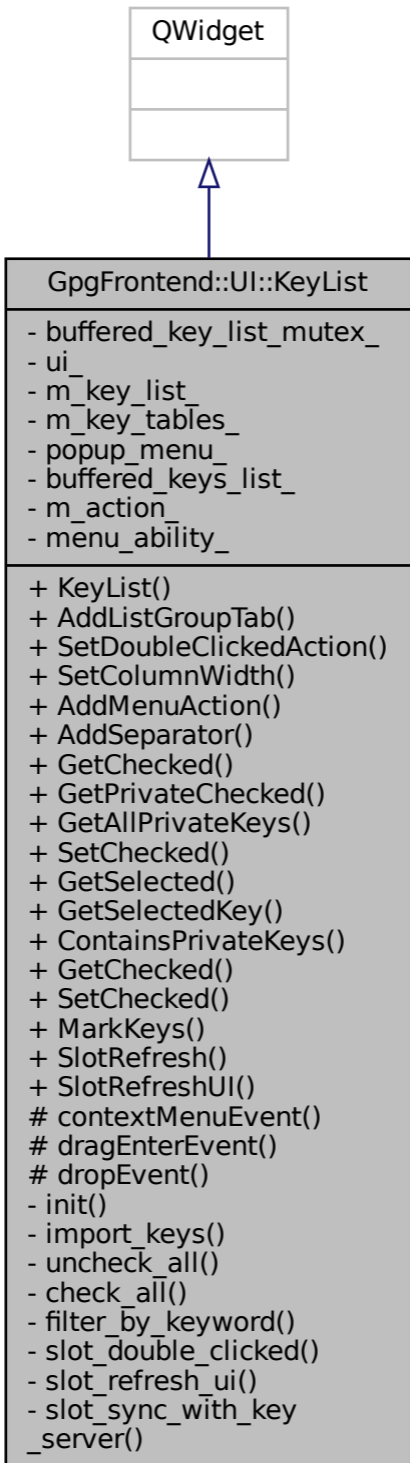 QWidget
GpgFrontend::UI::KeyList
- buffered_key_list_mutex_
- ui_
- m_key_list_
- m_key_tables_
- popup_menu_
- buffered_keys_list_
- m_action_
- menu_ability_
+ KeyList()
+ AddListGroupTab()
+ SetDoubleClickedAction()
+ SetColumnWidth()
+ AddMenuAction()
+ AddSeparator()
+ GetChecked()
+ GetPrivateChecked()
+ GetAllPrivateKeys()
+ SetChecked()
+ GetSelected()
+ GetSelectedKey()
+ ContainsPrivateKeys()
+ GetChecked()
+ SetChecked()
+ MarkKeys()
+ SlotRefresh()
+ SlotRefreshUI()
# contextMenuEvent()
# dragEnterEvent()
# dropEvent()
- init()
- import_keys()
- uncheck_all()
- check_all()
- filter_by_keyword()
- slot_double_clicked()
- slot_refresh_ui()
- slot_sync_with_key
_server()